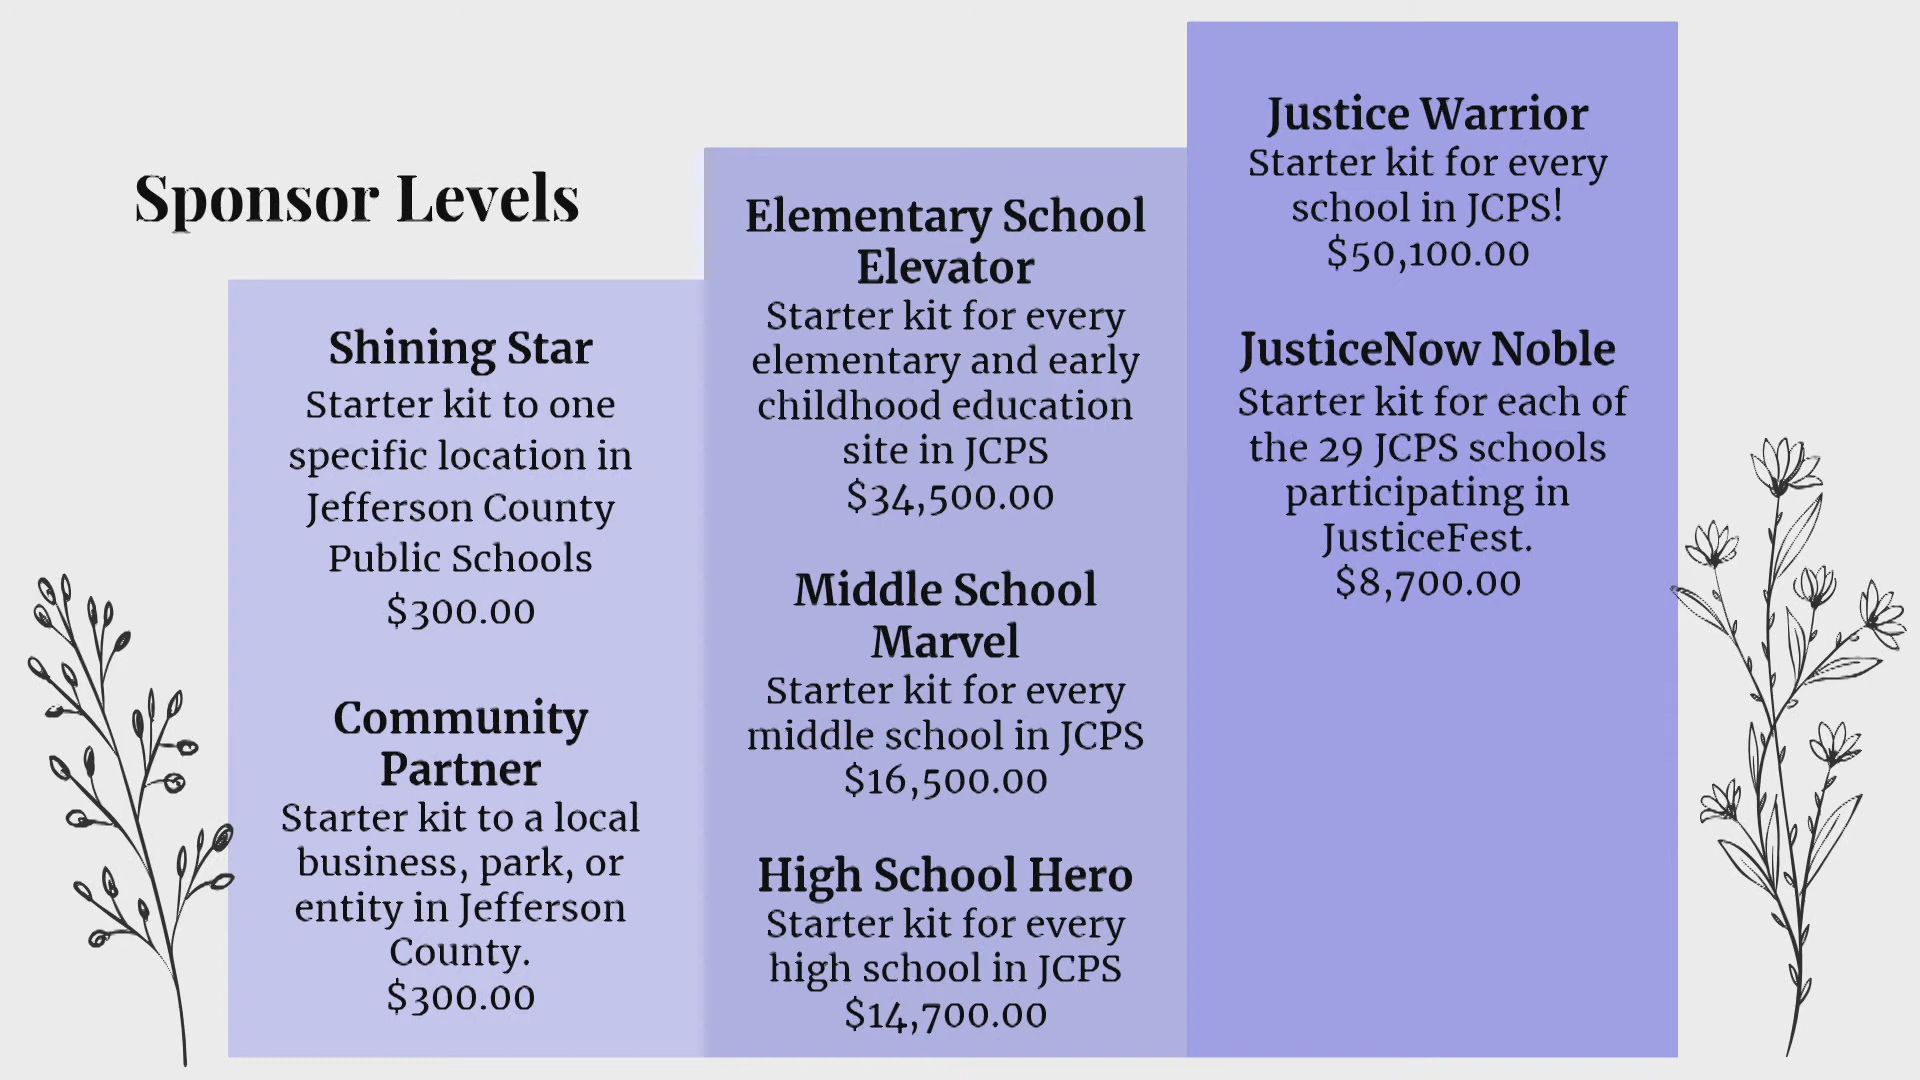 Sponsor Levels
Shining Star
Starter kit to one
specific location in
Jefferson County
Public Schools
$300.00
Community
Partner
Starter kit to a local
business, park, or
entity in Jefferson
County.
$300.00
Elementary School
Elevator
Starter kit for every
elementary and early
childhood education
site in JCPS
$34,500.00
Middle School
Marvel
Starter kit for every
middle school in JCPS
$16,500.00
High School Hero
Starter kit for every
high school in JCPS
$14,700.00
Justice Warrior
Starter kit for every
school in JCPS!
$50,100.00
JusticeNow Noble
Starter kit for each of
the 29 JCPS schools
participating in
JusticeFest.
$8,700.00